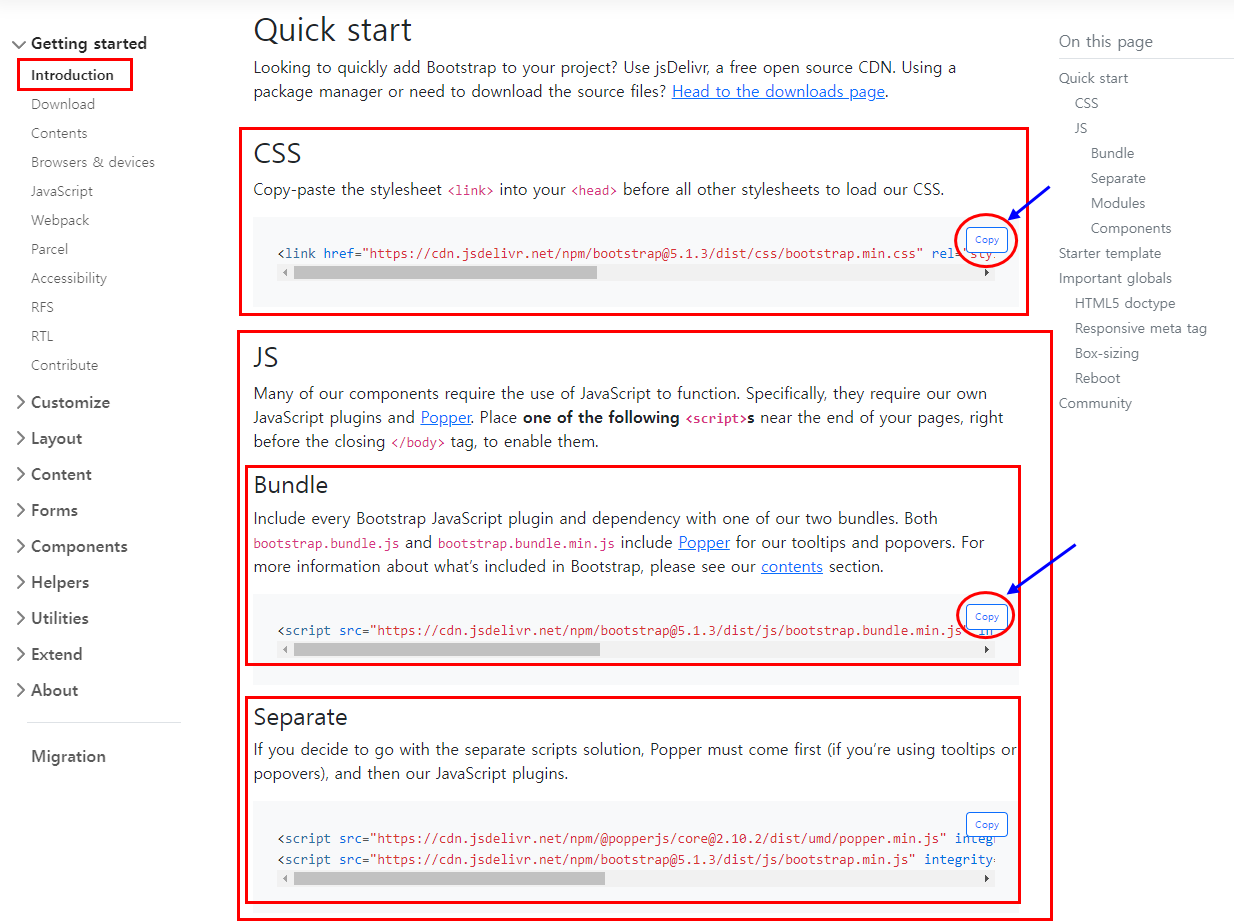 Getting started
Introduction
Download
Contents
Browsers & devices
JavaScript
Webpack
Parcel
Accessibility
RFS
RTL
Contribute
Customize
Layout
Content
Forms
Components
Helpers
Utilities
Extend
About
Migration
Quick start
Looking to quickly add Bootstrap to your project? Use jsDelivr, a free open source CDN. Using a
package manager or need to download the source files? Head to the downloads page.
CSS
Copy-paste the stylesheet <link> into your <head> before all other stylesheets to load our CSS.
Copy
<link href="https://cdn.jsdelivr.net/npm/bootstrap@5.1.3/dist/css/bootstrap.min.css" rel="sty
JS
Many of our components require the use of JavaScript to function. Specifically, they require our own
JavaScript plugins and Popper. Place one of the following <script>s near the end of your pages, right
before the closing </body> tag, to enable them.
Bundle
Include every Bootstrap JavaScript plugin and dependency with one of our two bundles. Both
bootstrap.bundle.js and bootstrap.bundle.min.js include Popper for our tooltips and popovers. For
more information about what's included in Bootstrap, please see our contents section.
Copy
<script src="https://cdn.jsdelivr.net/npm/bootstrap@5.1.3/dist/js/bootstrap.bundle.min.js" in
Separate
If you decide to go with the separate scripts solution, Popper must come first (if you're using tooltips or
popovers), and then our JavaScript plugins.
Copy
<script src="https://cdn.jsdelivr.net/npm/@popperjs/core@2.10.2/dist/umd/popper.min.js" integ
<script src="https://cdn.jsdelivr.net/npm/bootstrap@5.1.3/dist/js/bootstrap.min.js" integrity=
On this page
Quick start
CSS
JS
Bundle
Separate
Modules
Components
Starter template
Important globals
HTML5 doctype
Responsive meta tag
Box-sizing
Reboot
Community